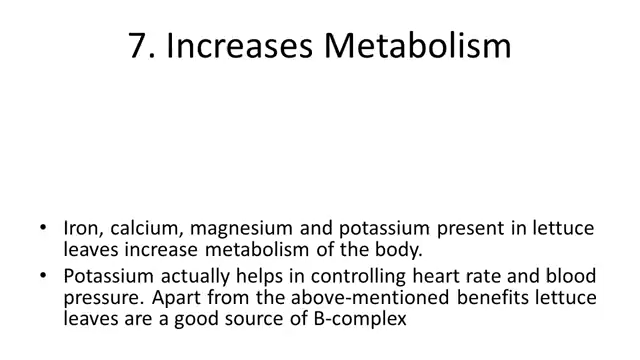 7. Increases Metabolism
• Iron, calcium, magnesium and potassium present in lettuce
leaves increase metabolism of the body.
• Potassium actually helps in controlling heart rate and blood
pressure. Apart from the above-mentioned benefits lettuce
leaves are a good source of B-complex